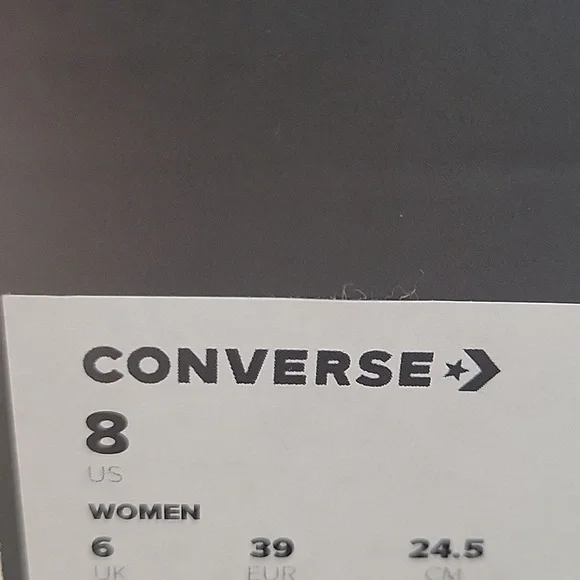 CONVERSE
8
US
WOMEN
6 39 24.5
UK EUR CM